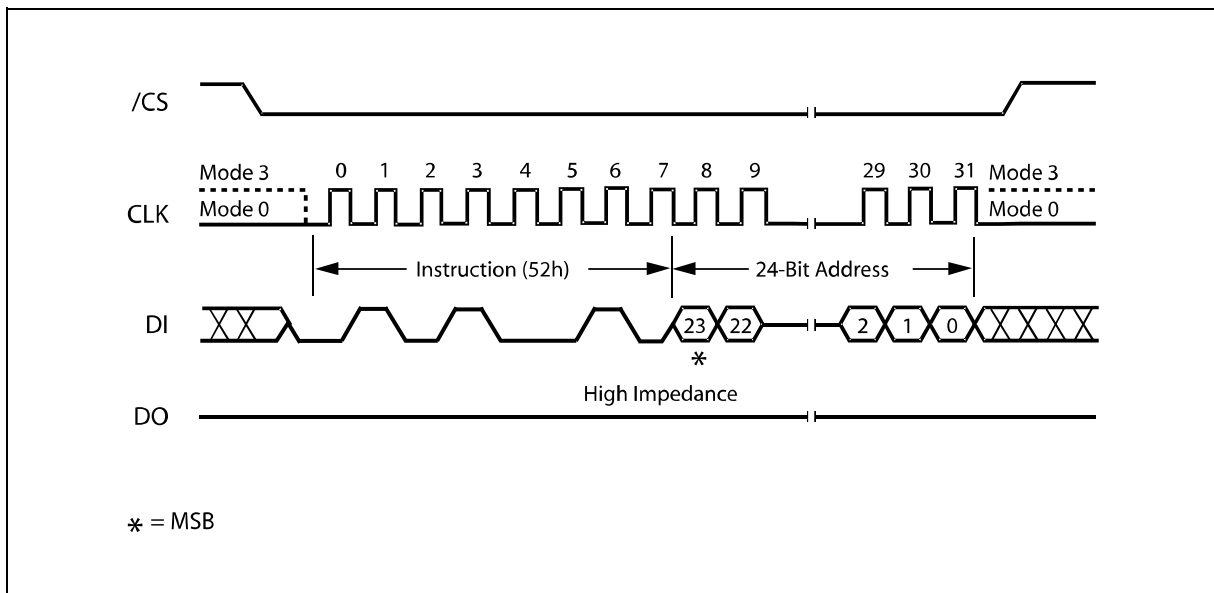 /CS
Mode 3
0 1 2 3 4 5 6 7 8 9 29 30 31
Mode 3
CLK
Mode 0
Mode 0
Instruction (52h)
24-Bit Address
DI
23 22 2 1 0
*
High Impedance
DO
* = MSB